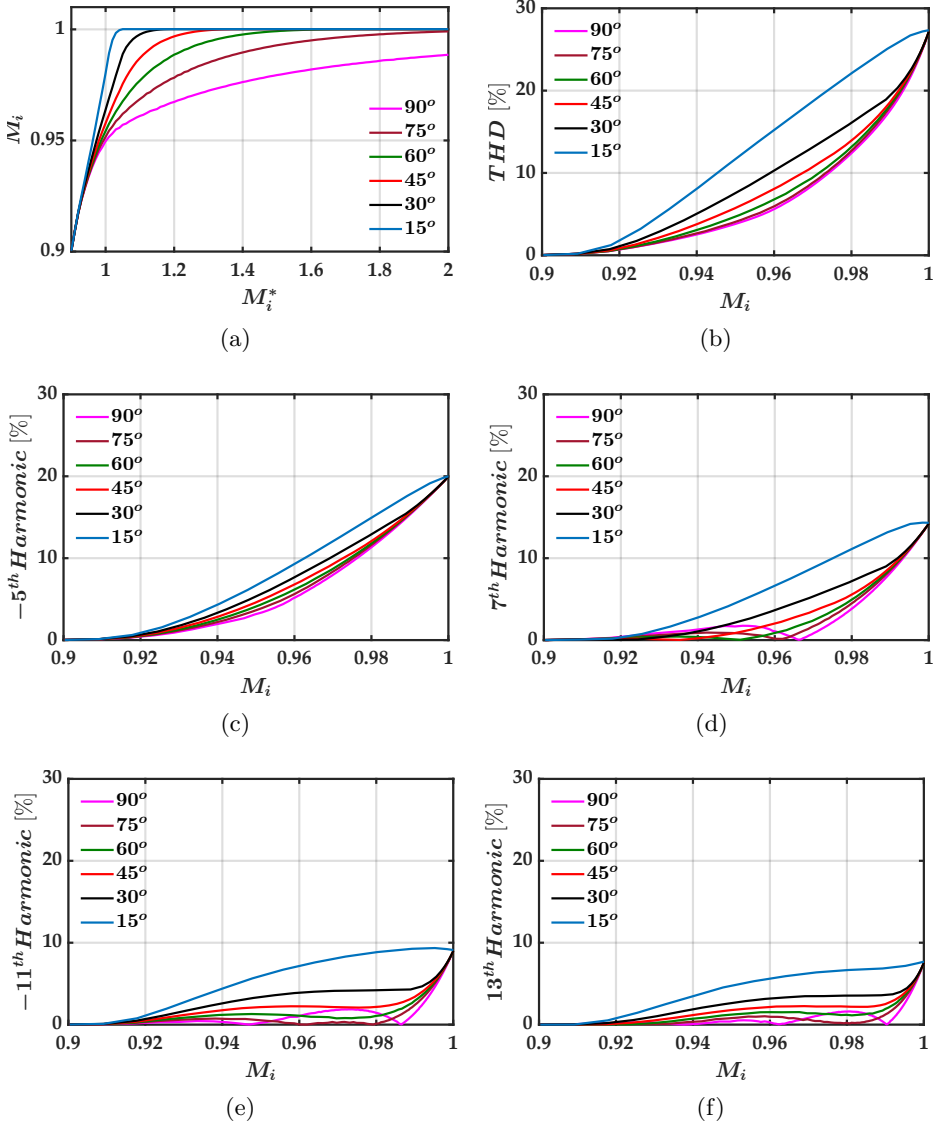 1
0.95
0.9
M_i
90° 
75°
60°
45°
30°
15°
1 1.2 1.4 1.6 1.8 2
M_i^*
(a)
30
20
10
0
THD [%]
90°
75°
60°
45°
30°
15°
0.9 0.92 0.94 0.96 0.98 1
M_i
(b)
30
20
10
0
−5^th Harmonic [%]
90°
75°
60°
45°
30°
15°
0.9 0.92 0.94 0.96 0.98 1
M_i
(c)
30
20
10
0
7^th Harmonic [%]
90°
75°
60°
45°
30°
15°
0.9 0.92 0.94 0.96 0.98 1
M_i
(d)
30
20
10
0
−11^th Harmonic [%]
90°
75°
60°
45°
30°
15°
0.9 0.92 0.94 0.96 0.98 1
M_i
(e)
30
20
10
0
13^th Harmonic [%]
90°
75°
60°
45°
30°
15°
0.9 0.92 0.94 0.96 0.98 1
M_i
(f)